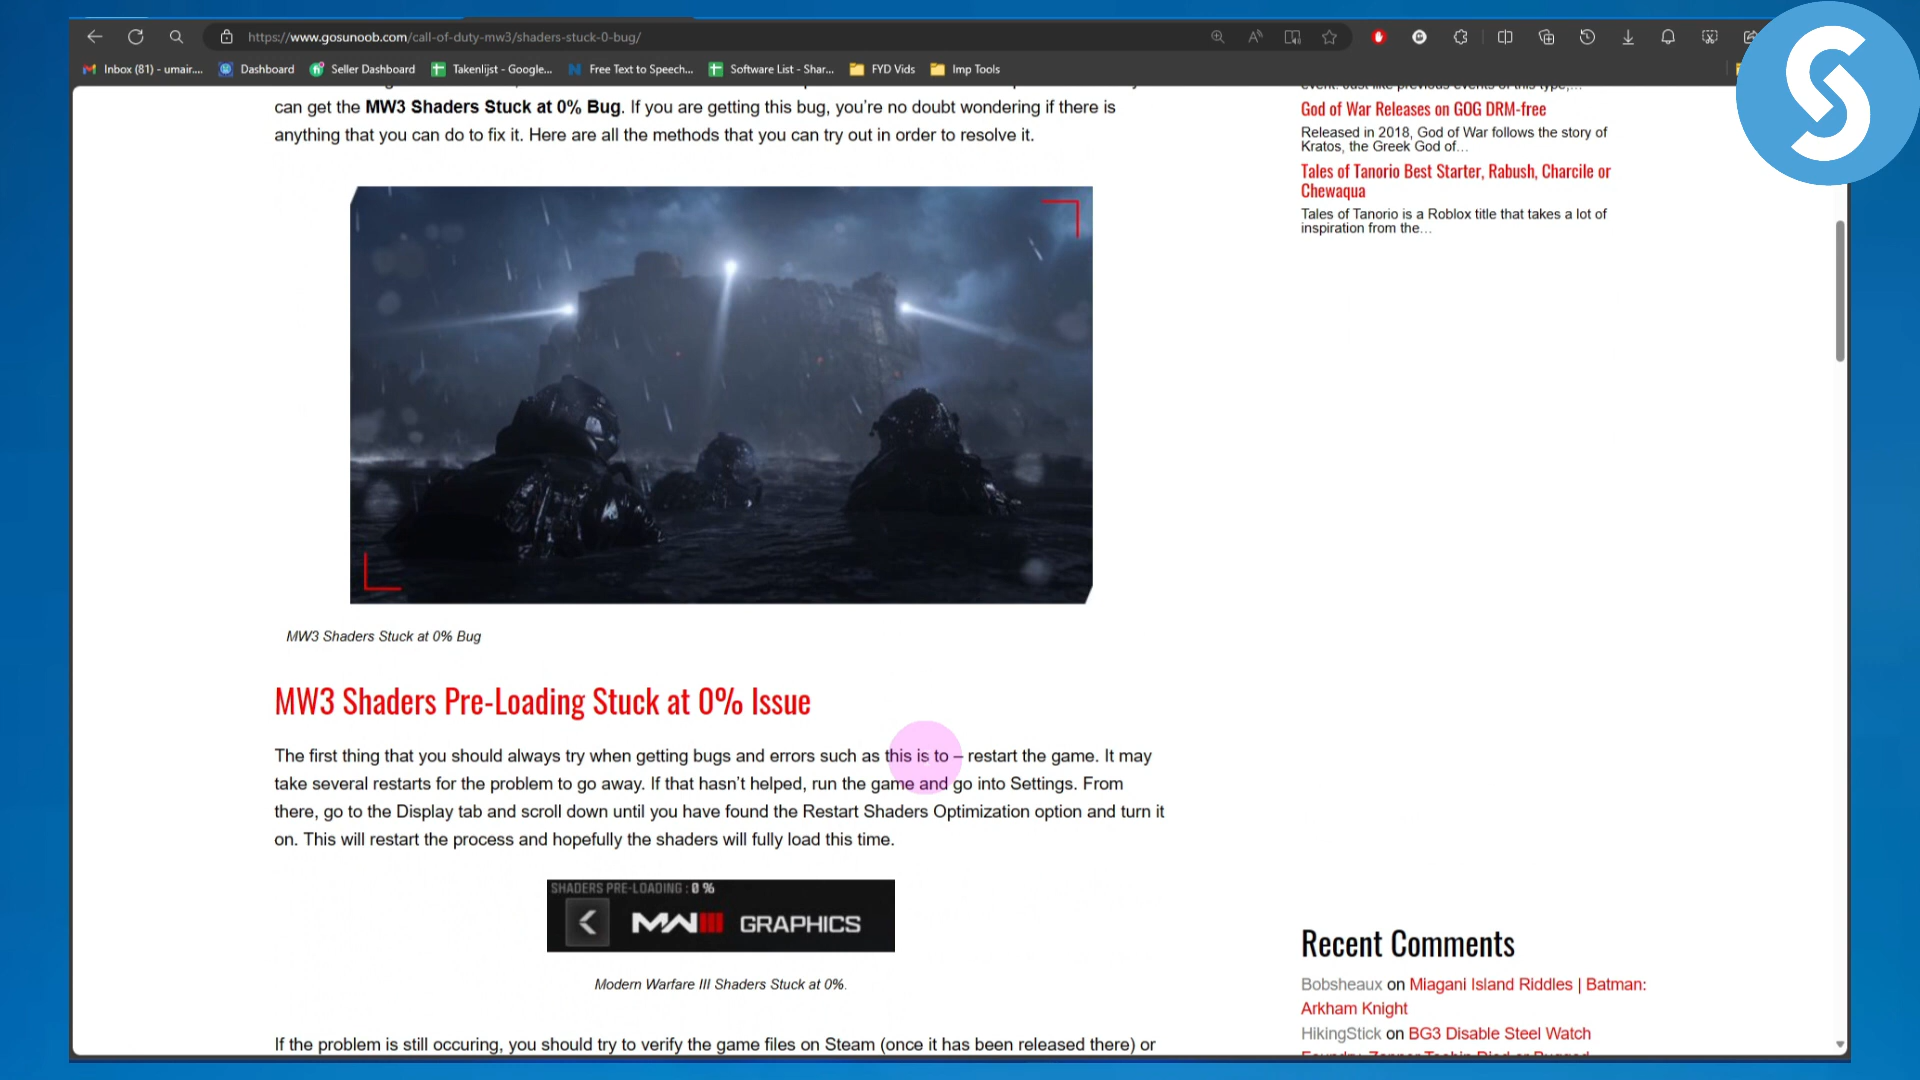 https://www.gosunoob.com/call-of-duty-mw3/shaders-stuck-0-bug/
Inbox (81) - umair....
Dashboard
Seller Dashboard
Takenlijst - Google...
Free Text to Speech...
Software List - Shar...
FYD Vids
Imp Tools
can get the MW3 Shaders Stuck at 0% Bug. If you are getting this bug, you're no doubt wondering if there is
anything that you can do to fix it. Here are all the methods that you can try out in order to resolve it.
MW3 Shaders Stuck at 0% Bug
MW3 Shaders Pre-Loading Stuck at 0% Issue
The first thing that you should always try when getting bugs and errors such as this is to – restart the game. It may
take several restarts for the problem to go away. If that hasn't helped, run the game and go into Settings. From
there, go to the Display tab and scroll down until you have found the Restart Shaders Optimization option and turn it
on. This will restart the process and hopefully the shaders will fully load this time.
SHADERS PRE-LOADING : 0 %
MWIII GRAPHICS
Modern Warfare III Shaders Stuck at 0%.
If the problem is still occuring, you should try to verify the game files on Steam (once it has been released there) or
event. Just like previous events of this type,…
God of War Releases on GOG DRM-free
Released in 2018, God of War follows the story of
Kratos, the Greek God of…
Tales of Tanorio Best Starter, Rabush, Charcile or
Chewaqua
Tales of Tanorio is a Roblox title that takes a lot of
inspiration from the…
Recent Comments
Bobsheaux on Miagani Island Riddles | Batman:
Arkham Knight
HikingStick on BG3 Disable Steel Watch